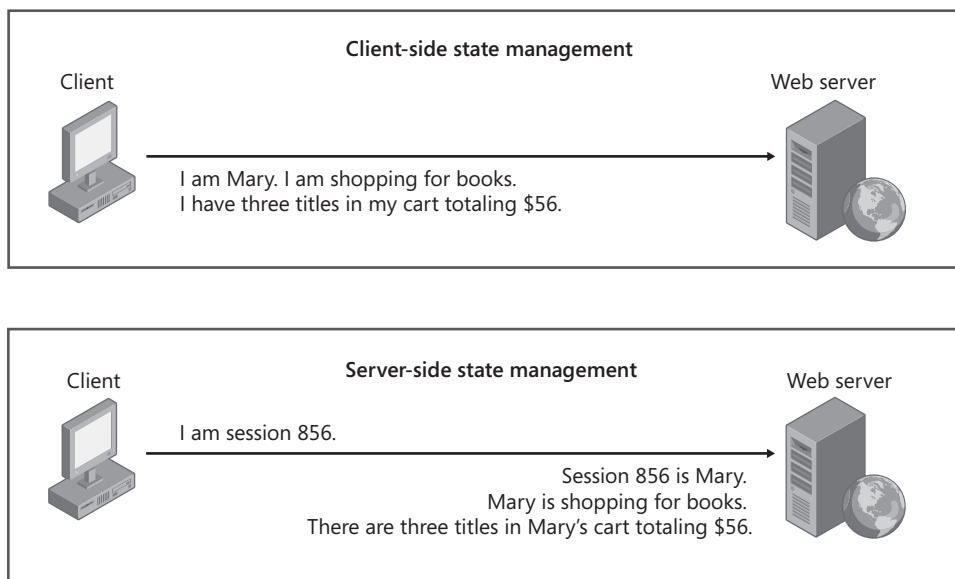 Client-side state management
Client
Web server
I am Mary. I am shopping for books.
I have three titles in my cart totaling $56.
Server-side state management
Client
Web server
I am session 856.
Session 856 is Mary.
Mary is shopping for books.
There are three titles in Mary’s cart totaling $56.